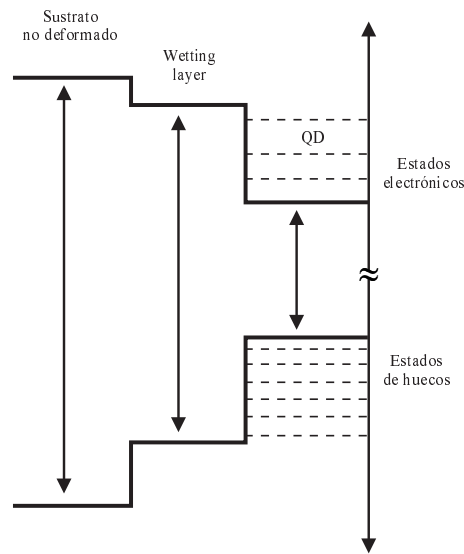 Sustrato
no deformado
Wetting
layer
QD
Estados
electrónicos
≈
Estados
de huecos